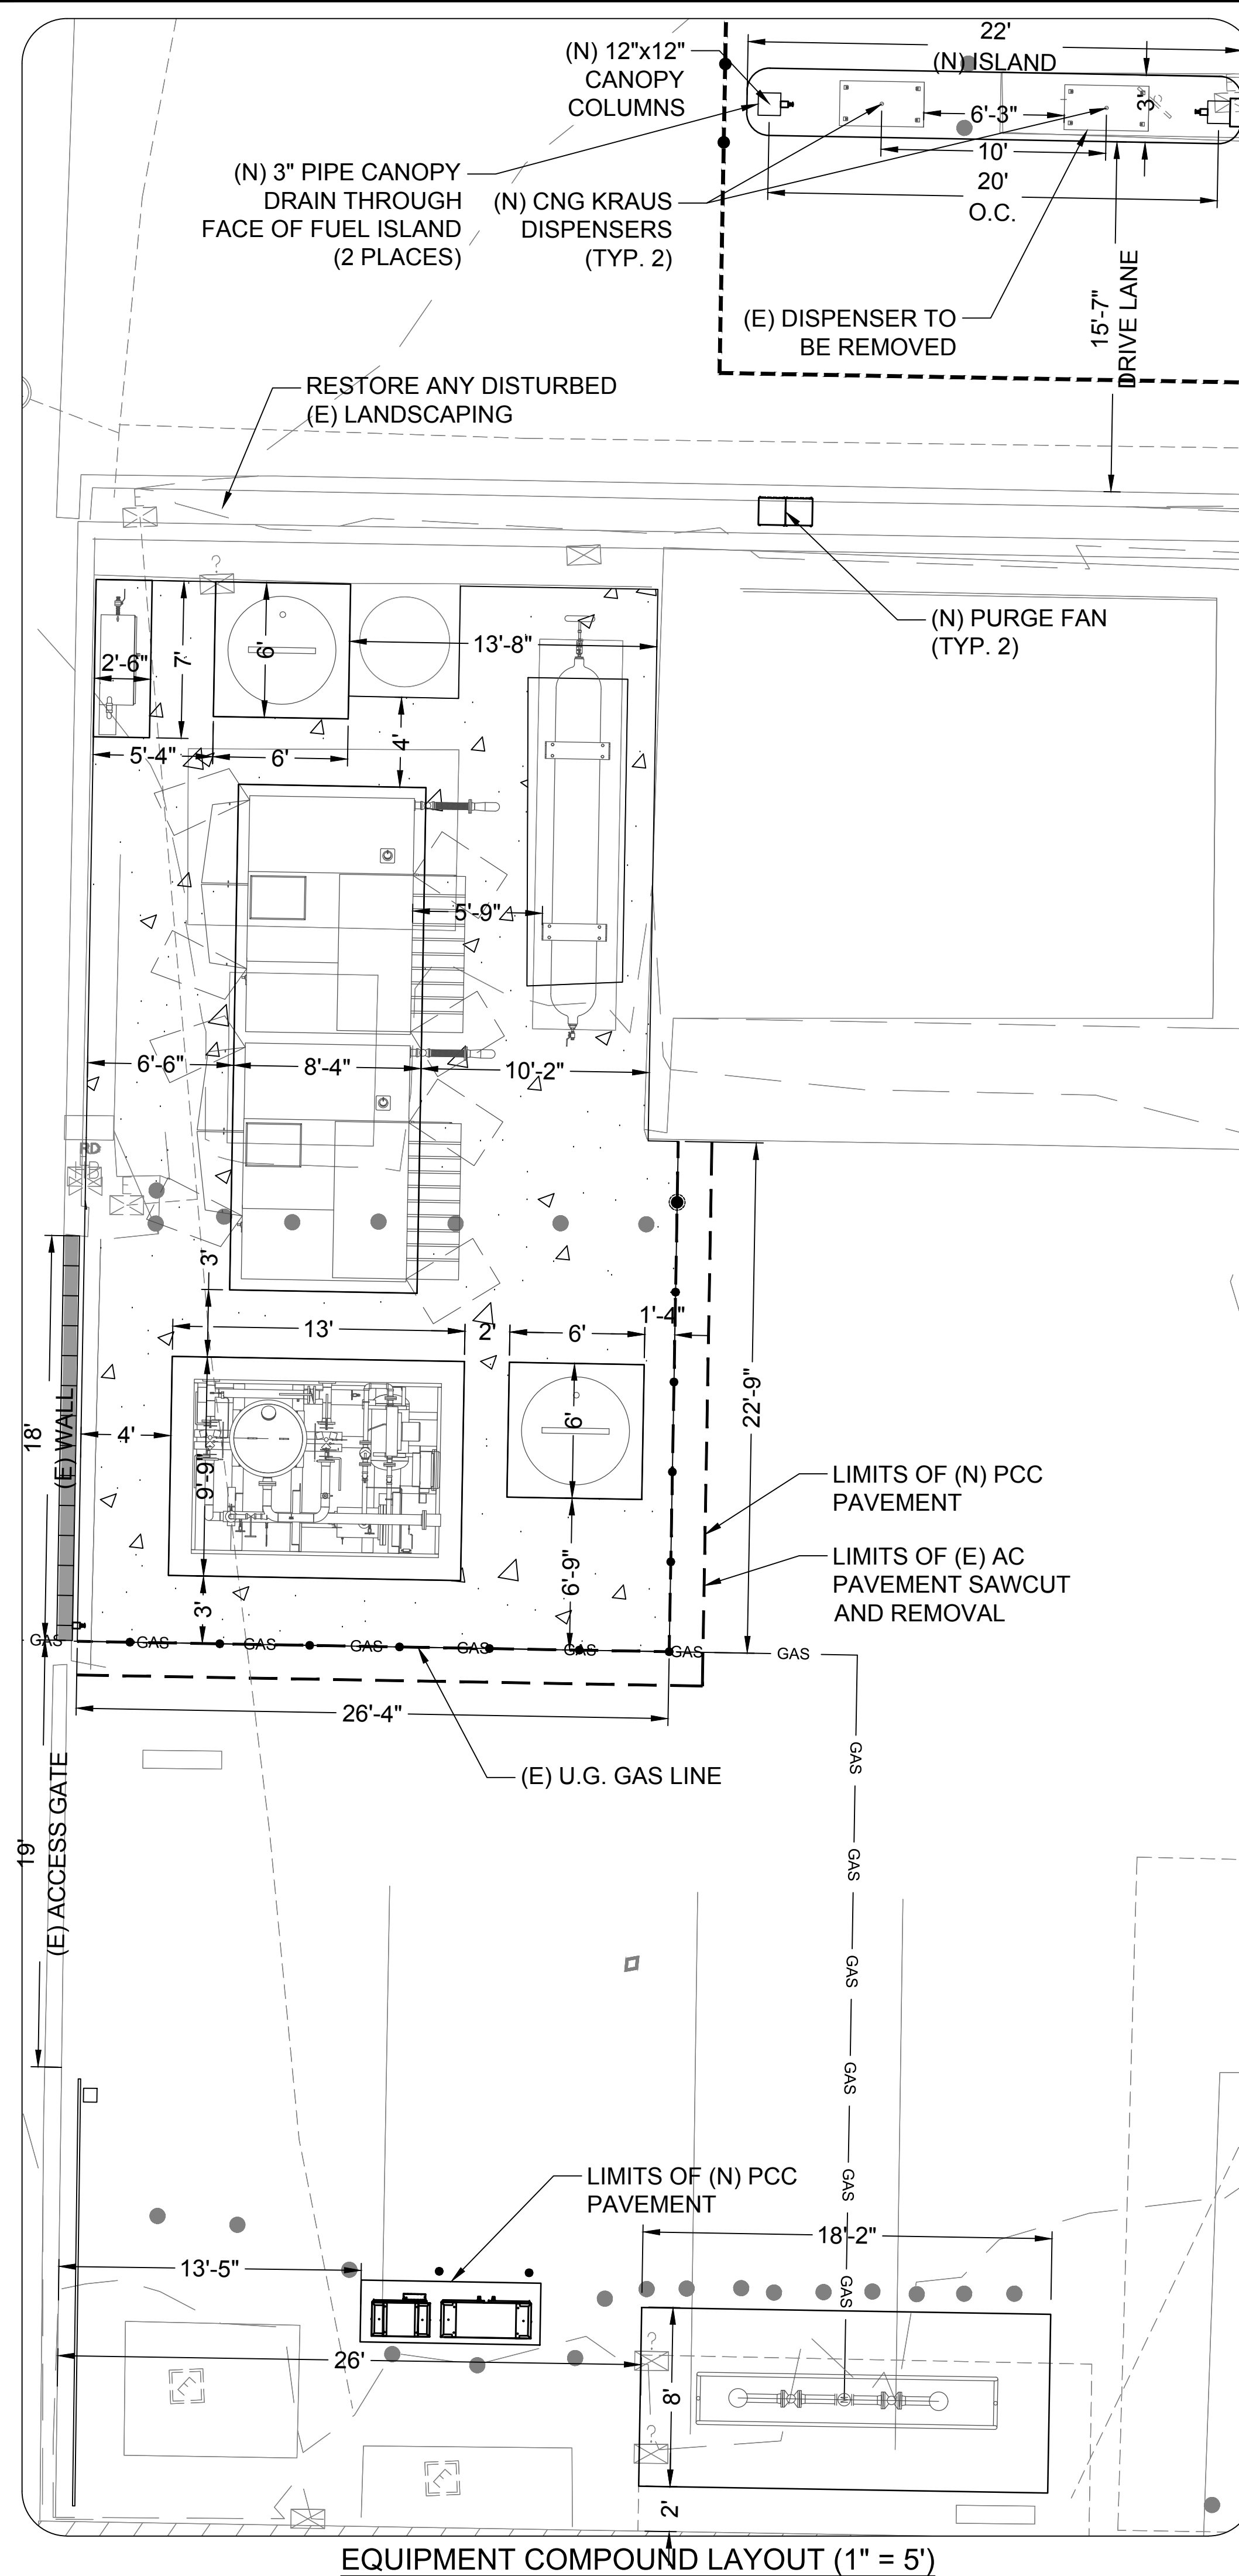 22'
(N) ISLAND
(N) 12"x12"
CANOPY
COLUMNS
3'
6'-3"
10'
20'
O.C.
(N) 3" PIPE CANOPY
DRAIN THROUGH
FACE OF FUEL ISLAND
(2 PLACES)
(N) CNG KRAUS
DISPENSERS
(TYP. 2)
(E) DISPENSER TO
BE REMOVED
15'-7"
DRIVE LANE
RESTORE ANY DISTURBED
(E) LANDSCAPING
E
?
(N) PURGE FAN
(TYP. 2)
2'-6"
7'
6'
13'-8"
5'-4"
6'
4'
5'-9"
6'-6"
8'-4"
10'-2"
RD
E
3'
13'
2'
6'
1'-4"
22'-9"
18'
(E) WALL
4'
9'-9"
6'
LIMITS OF (N) PCC
PAVEMENT
LIMITS OF (E) AC
PAVEMENT SAWCUT
AND REMOVAL
3'
6'-9"
GAS
GAS
GAS
GAS
GAS
GAS
GAS
GAS
26'-4"
(E) U.G. GAS LINE
19'
(E) ACCESS GATE
GAS
GAS
GAS
GAS
GAS
GAS
LIMITS OF (N) PCC
PAVEMENT
18'-2"
13'-5"
26'
?
8'
?
E
E
2'
EQUIPMENT COMPOUND LAYOUT (1" = 5')